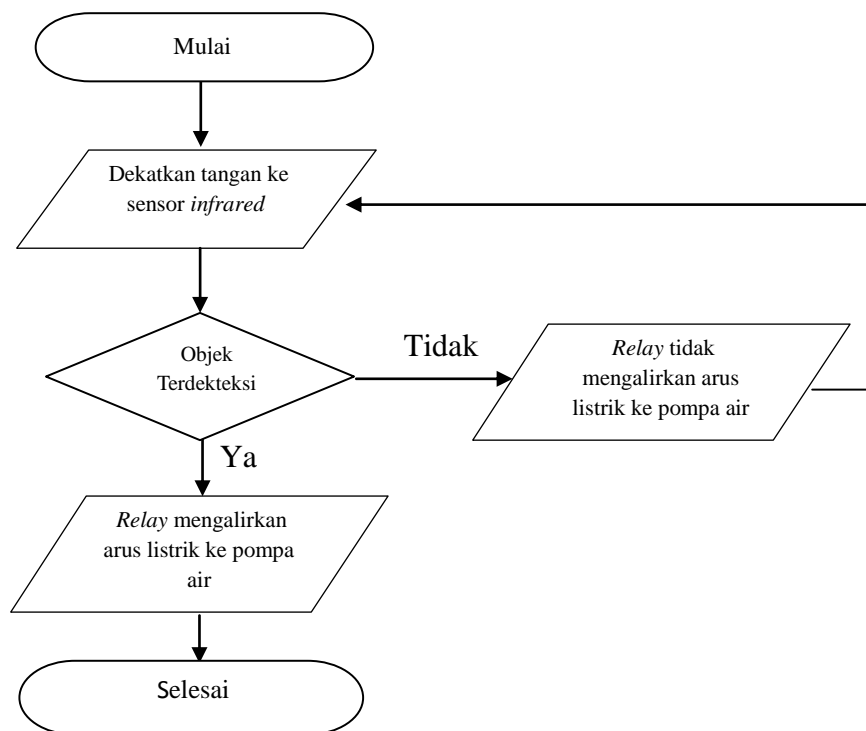 Mulai
Dekatkan tangan ke
sensor infrared
Objek
Terdekteksi
Tidak
Relay tidak
mengalirkan arus
listrik ke pompa air
Ya
Relay mengalirkan
arus listrik ke pompa
air
Selesai